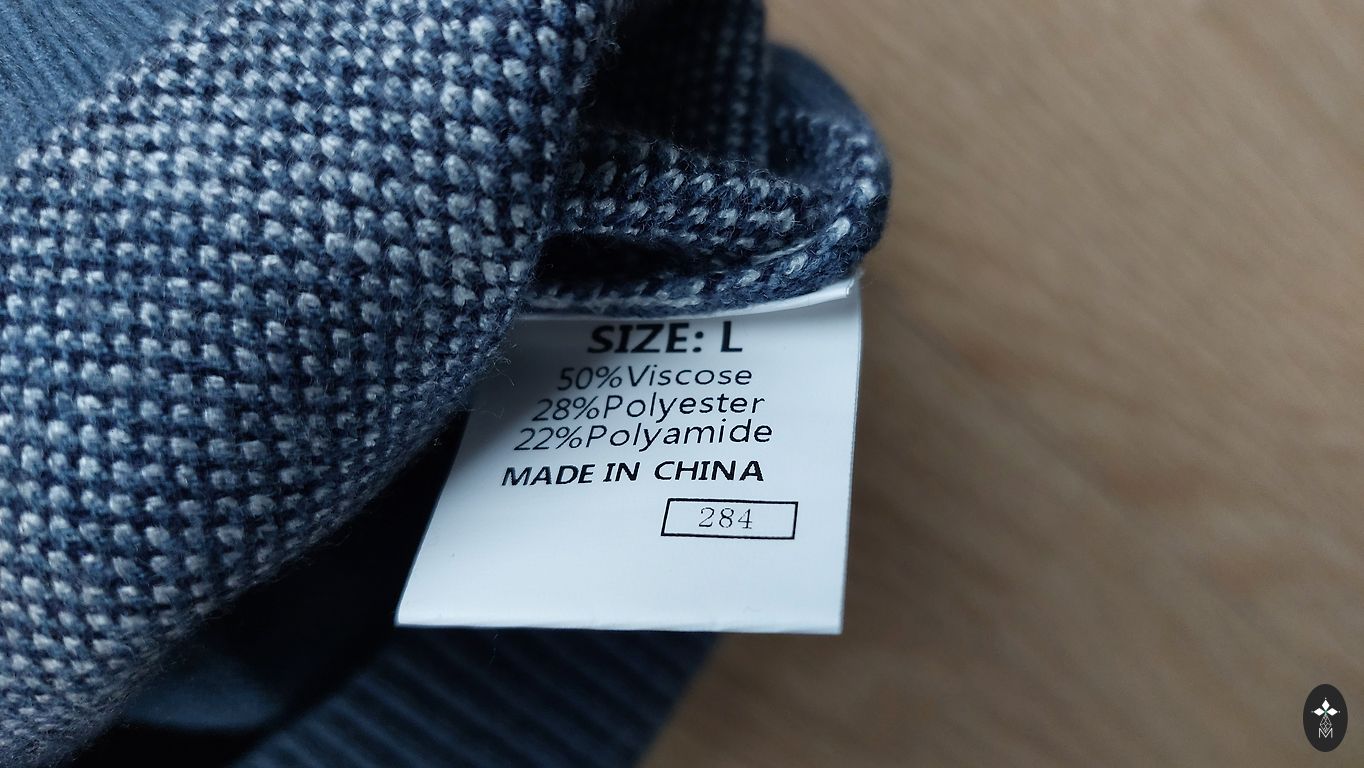 SIZE: L
50%Viscose
28%Polyester
22%Polyamide
MADE IN CHINA
284
M